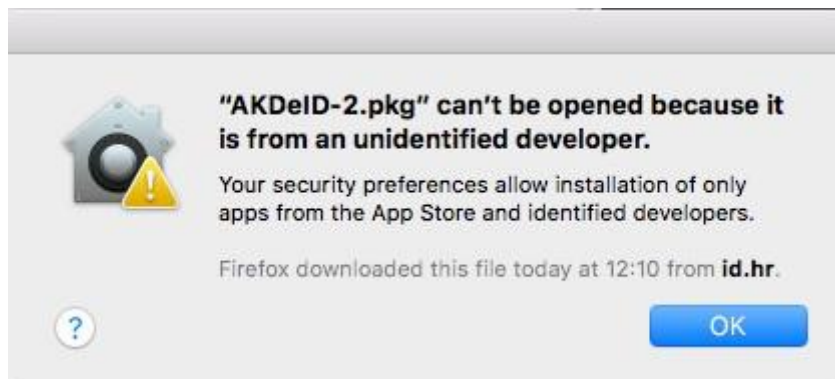 “AKDeID-2.pkg” can’t be opened because it
is from an unidentified developer.
Your security preferences allow installation of only
apps from the App Store and identified developers.
Firefox downloaded this file today at 12:10 from id.hr.
?
OK